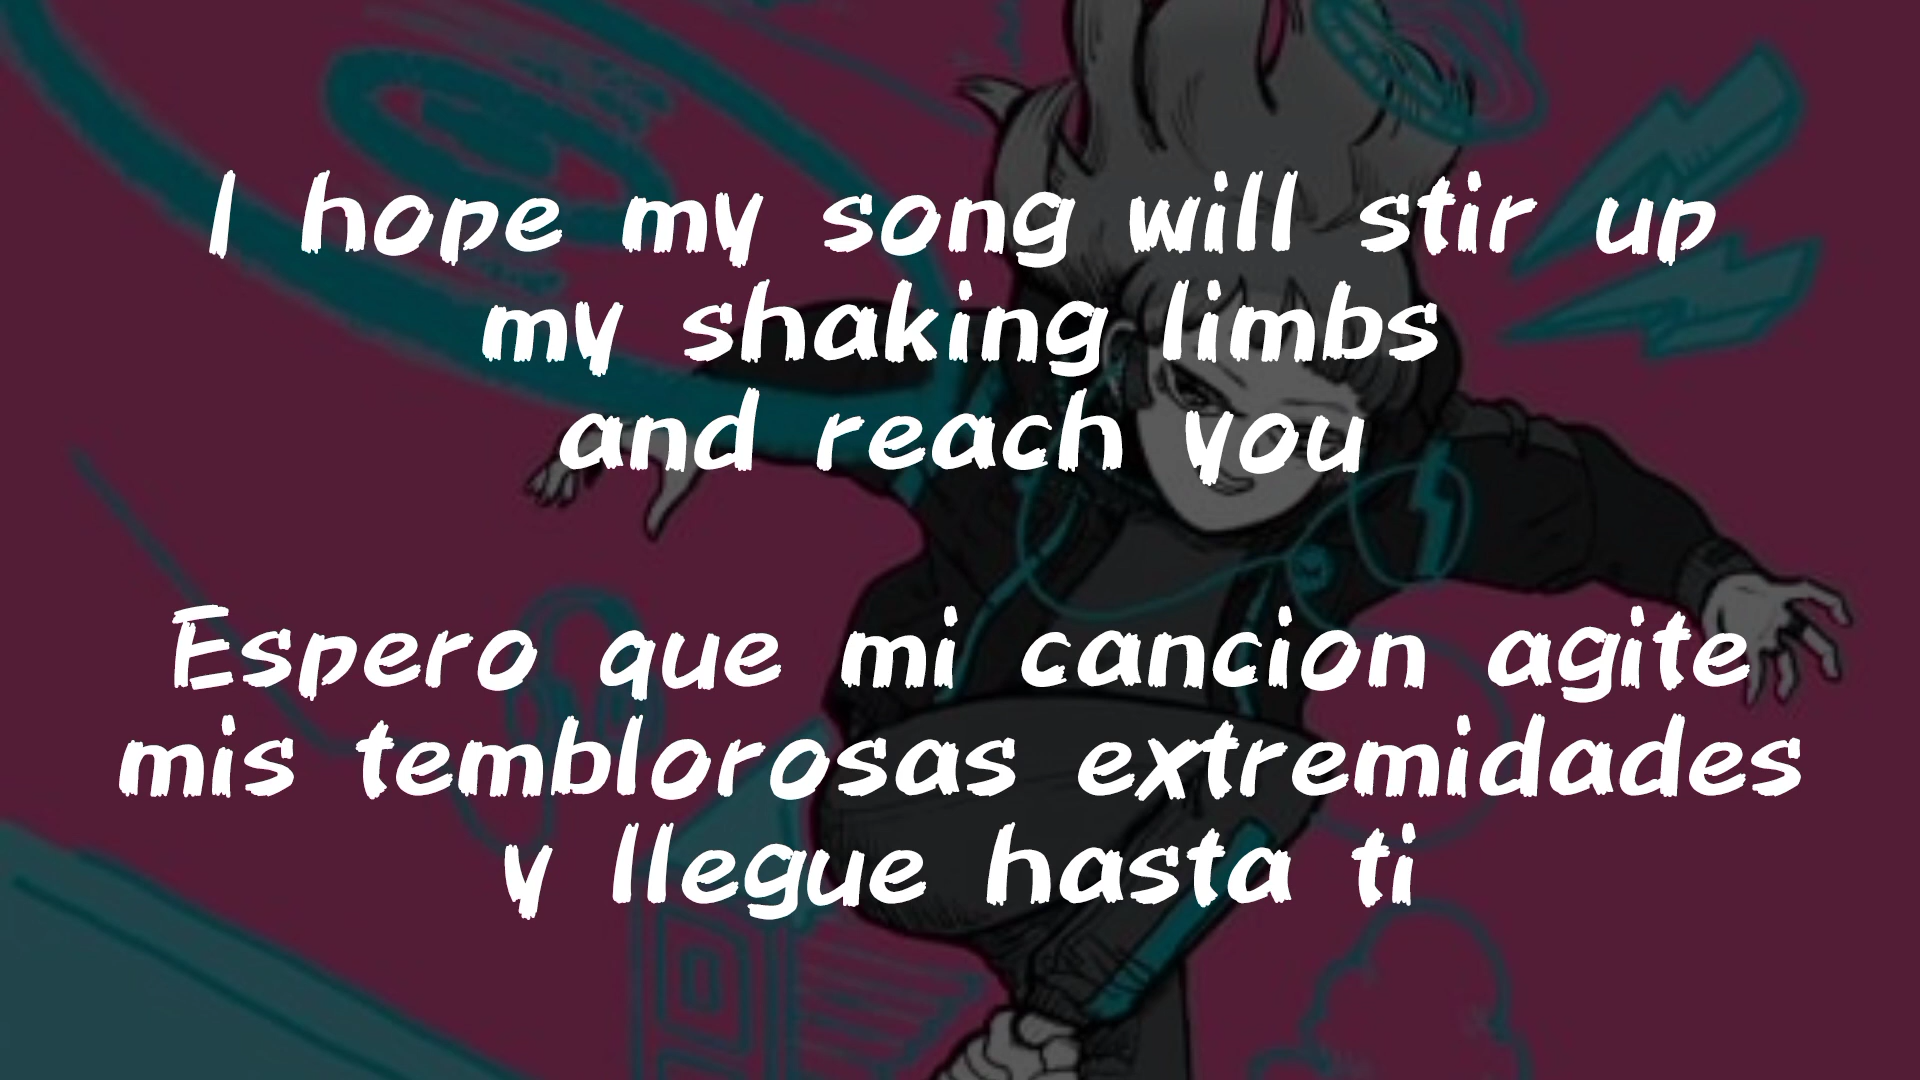 I hope my song will stir up
my shaking limbs
and reach you
Espero que mi cancion agite
mis temblorosas extremidades
y llegue hasta ti